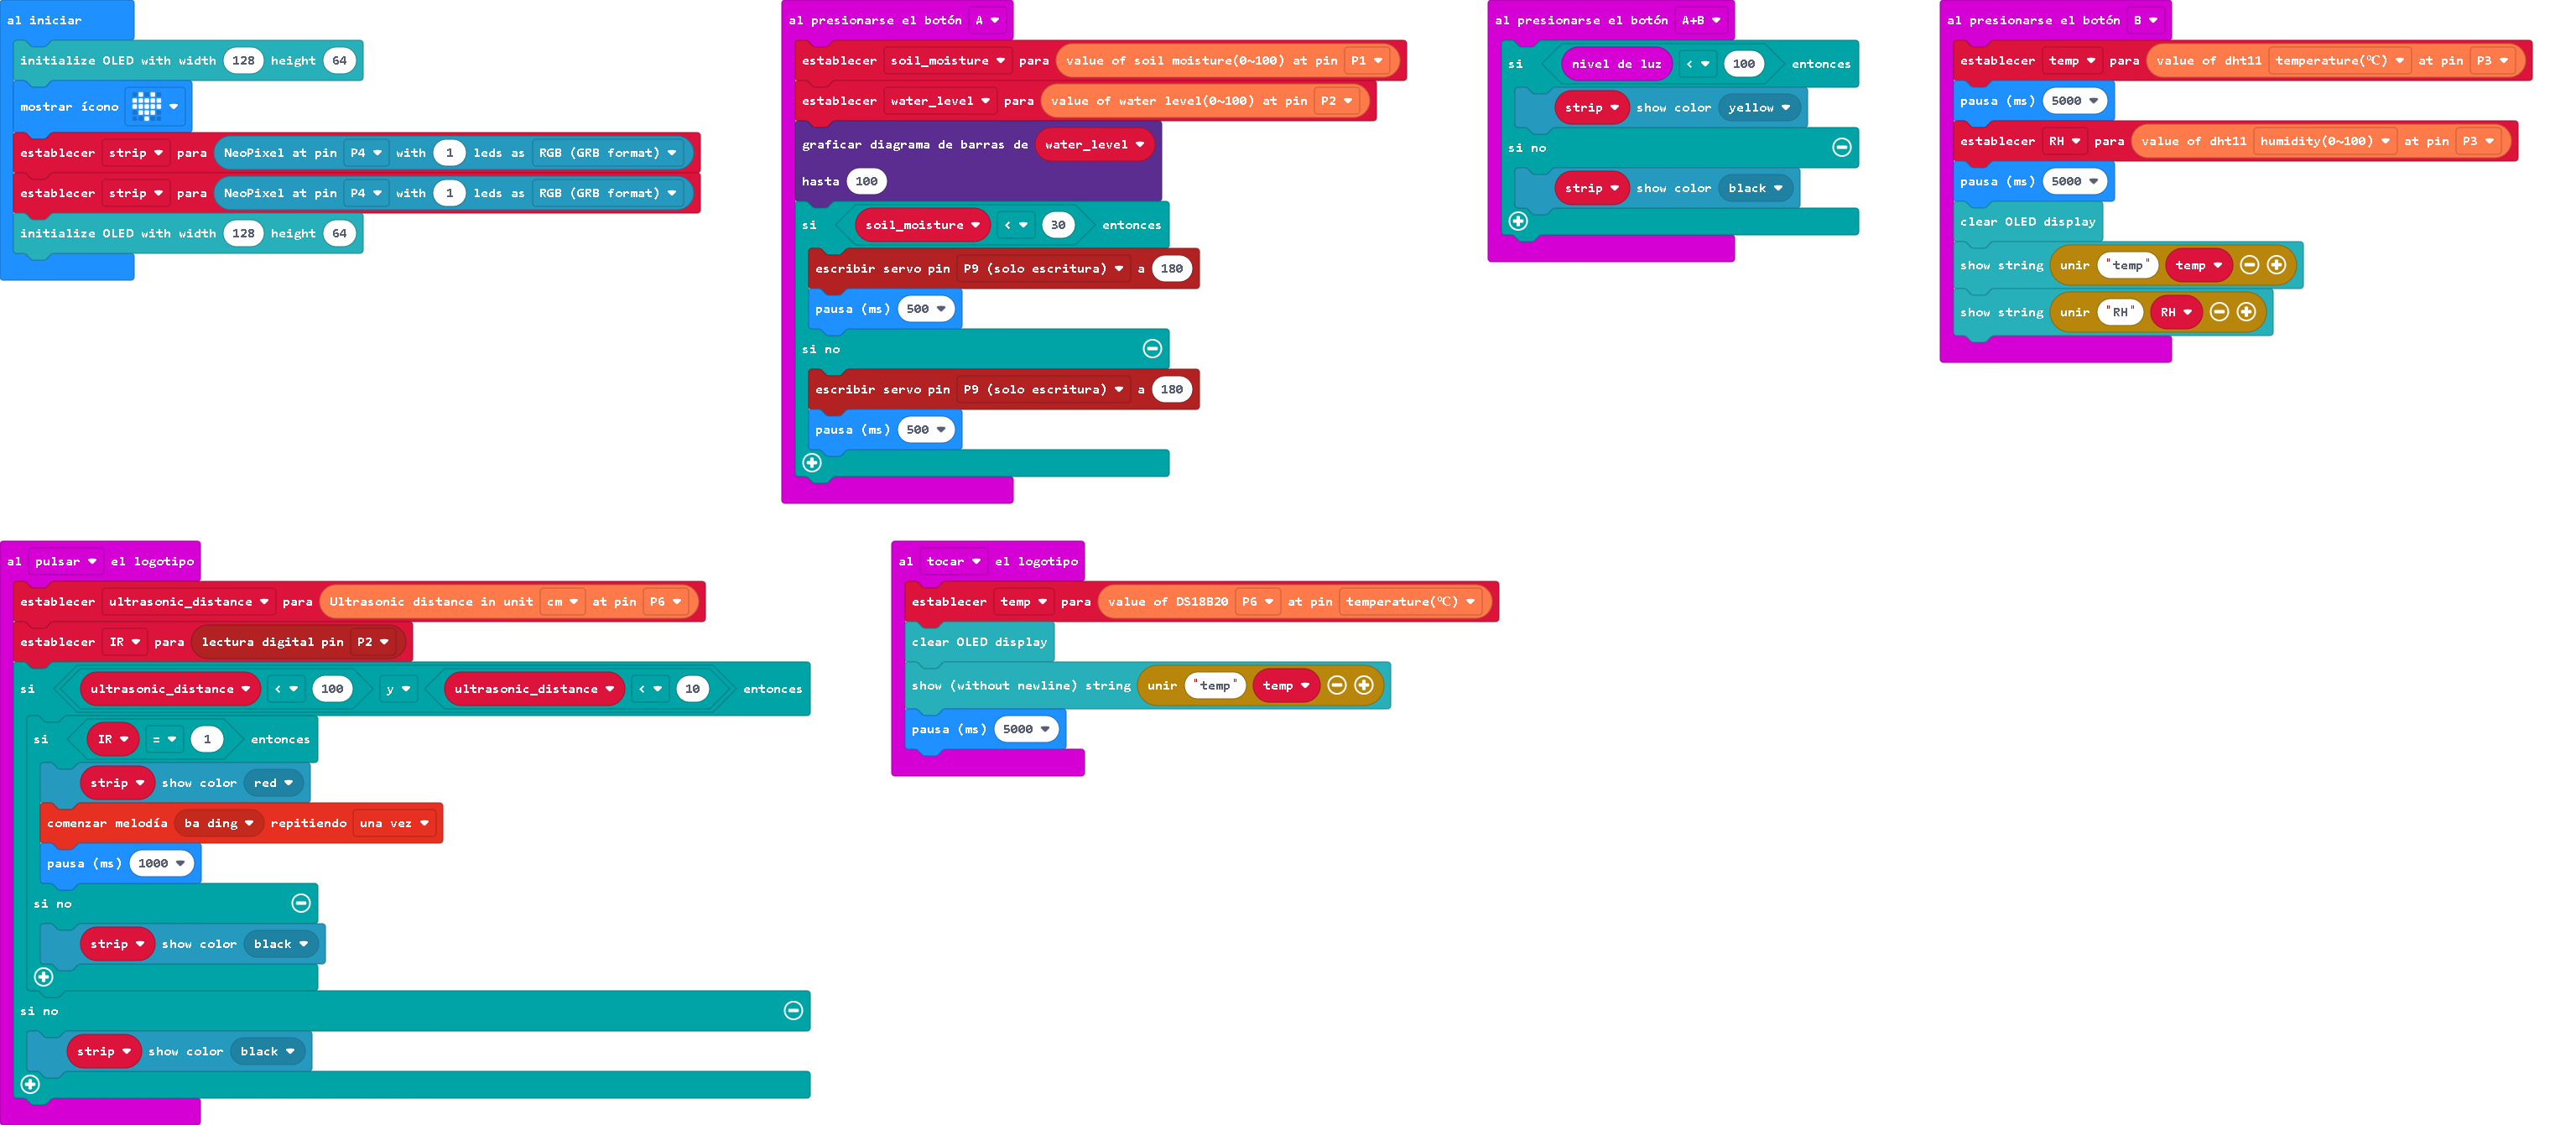 al iniciar
initialize OLED with width 128 height 64
mostrar ícono
establecer strip para NeoPixel at pin P4 with 1 leds as RGB (GRB format)
establecer strip para NeoPixel at pin P4 with 1 leds as RGB (GRB format)
initialize OLED with width 128 height 64
al presionarse el botón A
establecer soil_moisture para value of soil moisture(0~100) at pin P1
establecer water_level para value of water level(0~100) at pin P2
graficar diagrama de barras de water_level
hasta 100
si soil_moisture < 30 entonces
escribir servo pin P9 (solo escritura) a 180
pausa (ms) 500
si no
escribir servo pin P9 (solo escritura) a 180
pausa (ms) 500
al presionarse el botón A+B
si nivel de luz < 100 entonces
strip show color yellow
si no
strip show color black
al presionarse el botón B
establecer temp para value of dht11 temperature(℃) at pin P3
pausa (ms) 5000
establecer RH para value of dht11 humidity(0~100) at pin P3
pausa (ms) 5000
clear OLED display
show string unir "temp" temp
show string unir "RH" RH
al pulsar el logotipo
establecer ultrasonic_distance para Ultrasonic distance in unit cm at pin P6
establecer IR para lectura digital pin P2
si ultrasonic_distance < 100 y ultrasonic_distance < 10 entonces
si IR = 1 entonces
strip show color red
comenzar melodía ba ding repitiendo una vez
pausa (ms) 1000
si no
strip show color black
si no
strip show color black
al tocar el logotipo
establecer temp para value of DS18B20 P6 at pin temperature(℃)
clear OLED display
show (without newline) string unir "temp" temp
pausa (ms) 5000